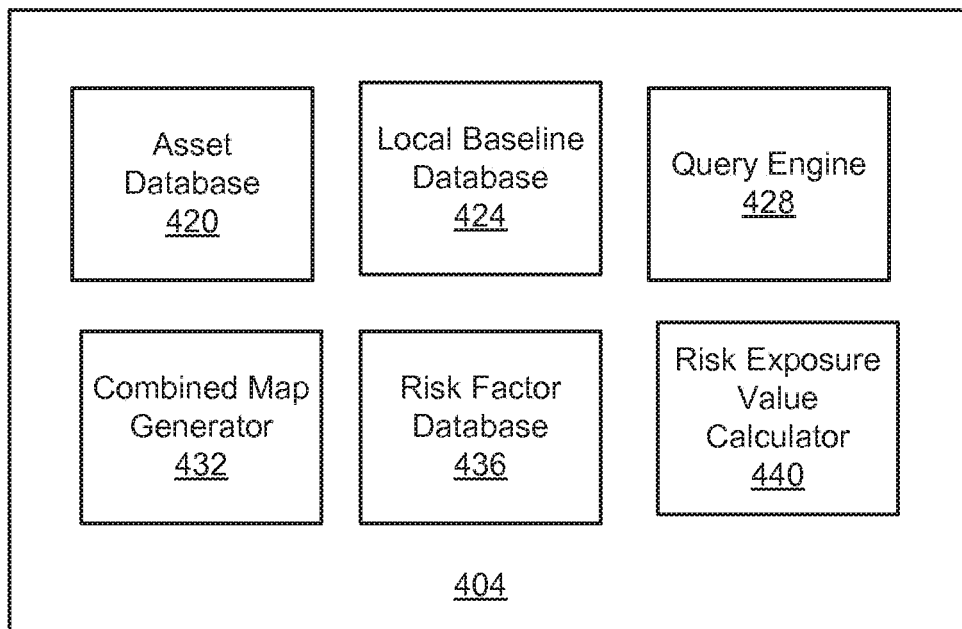 Asset
Database
420
Local Baseline
Database
424
Query Engine
428
Combined Map
Generator
432
Risk Factor
Database
436
Risk Exposure
Value
Calculator
440
404